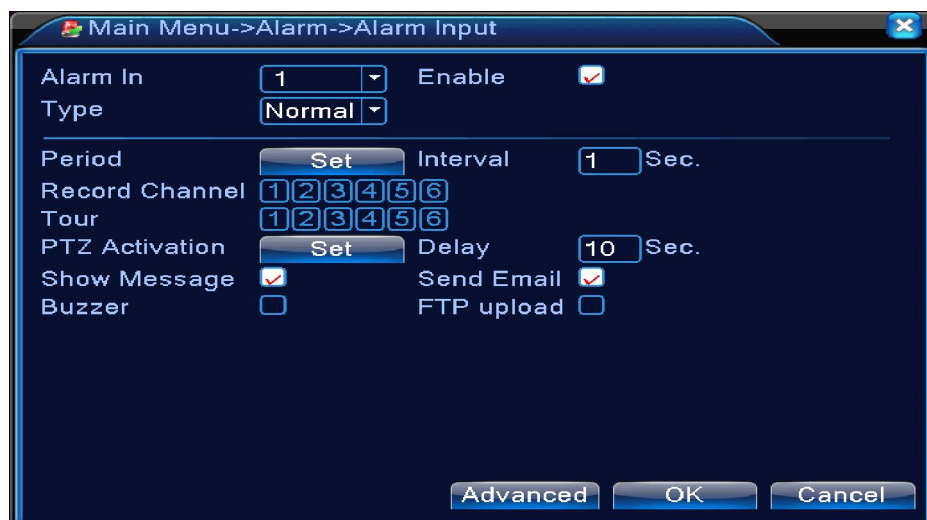 Main Menu->Alarm->Alarm Input
Alarm In 1 Enable
Type Normal
Period Set Interval 1 Sec.
Record Channel 1 2 3 4 5 6
Tour 1 2 3 4 5 6
PTZ Activation Set Delay 10 Sec.
Show Message Send Email
Buzzer FTP upload
Advanced OK Cancel